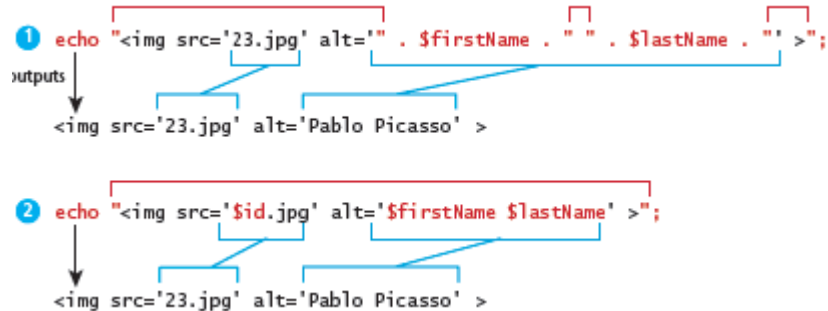 1 echo "<img src='23.jpg' alt='" . $firstName . " " . $lastName . "' >";
outputs
<img src='23.jpg' alt='Pablo Picasso' >
2 echo "<img src='$id.jpg' alt='$firstName $lastName' >";
<img src='23.jpg' alt='Pablo Picasso' >